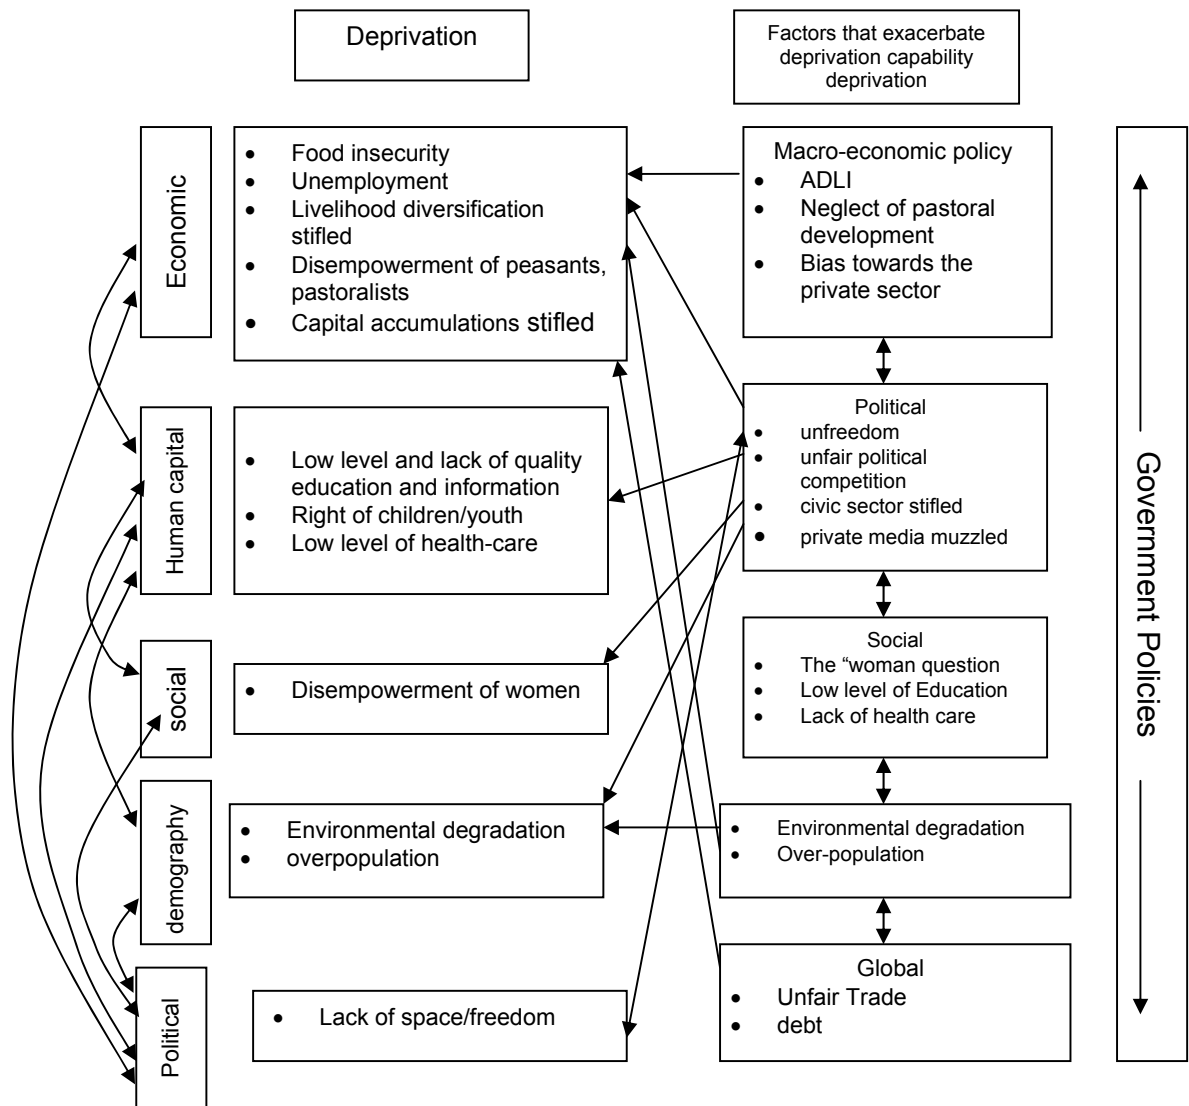 Deprivation
Factors that exacerbate
deprivation capability
deprivation
Economic
• Food insecurity
• Unemployment
• Livelihood diversification
stifled
• Disempowerment of peasants,
pastoralists
• Capital accumulations stifled
Macro-economic policy
• ADLI
• Neglect of pastoral
development
• Bias towards the
private sector
Human capital
• Low level and lack of quality
education and information
• Right of children/youth
• Low level of health-care
Political
• unfreedom
• unfair political
competition
• civic sector stifled
• private media muzzled
social
• Disempowerment of women
Social
• The “woman question
• Low level of Education
• Lack of health care
demography
• Environmental degradation
• overpopulation
• Environmental degradation
• Over-population
Political
• Lack of space/freedom
Global
• Unfair Trade
• debt
Government Policies